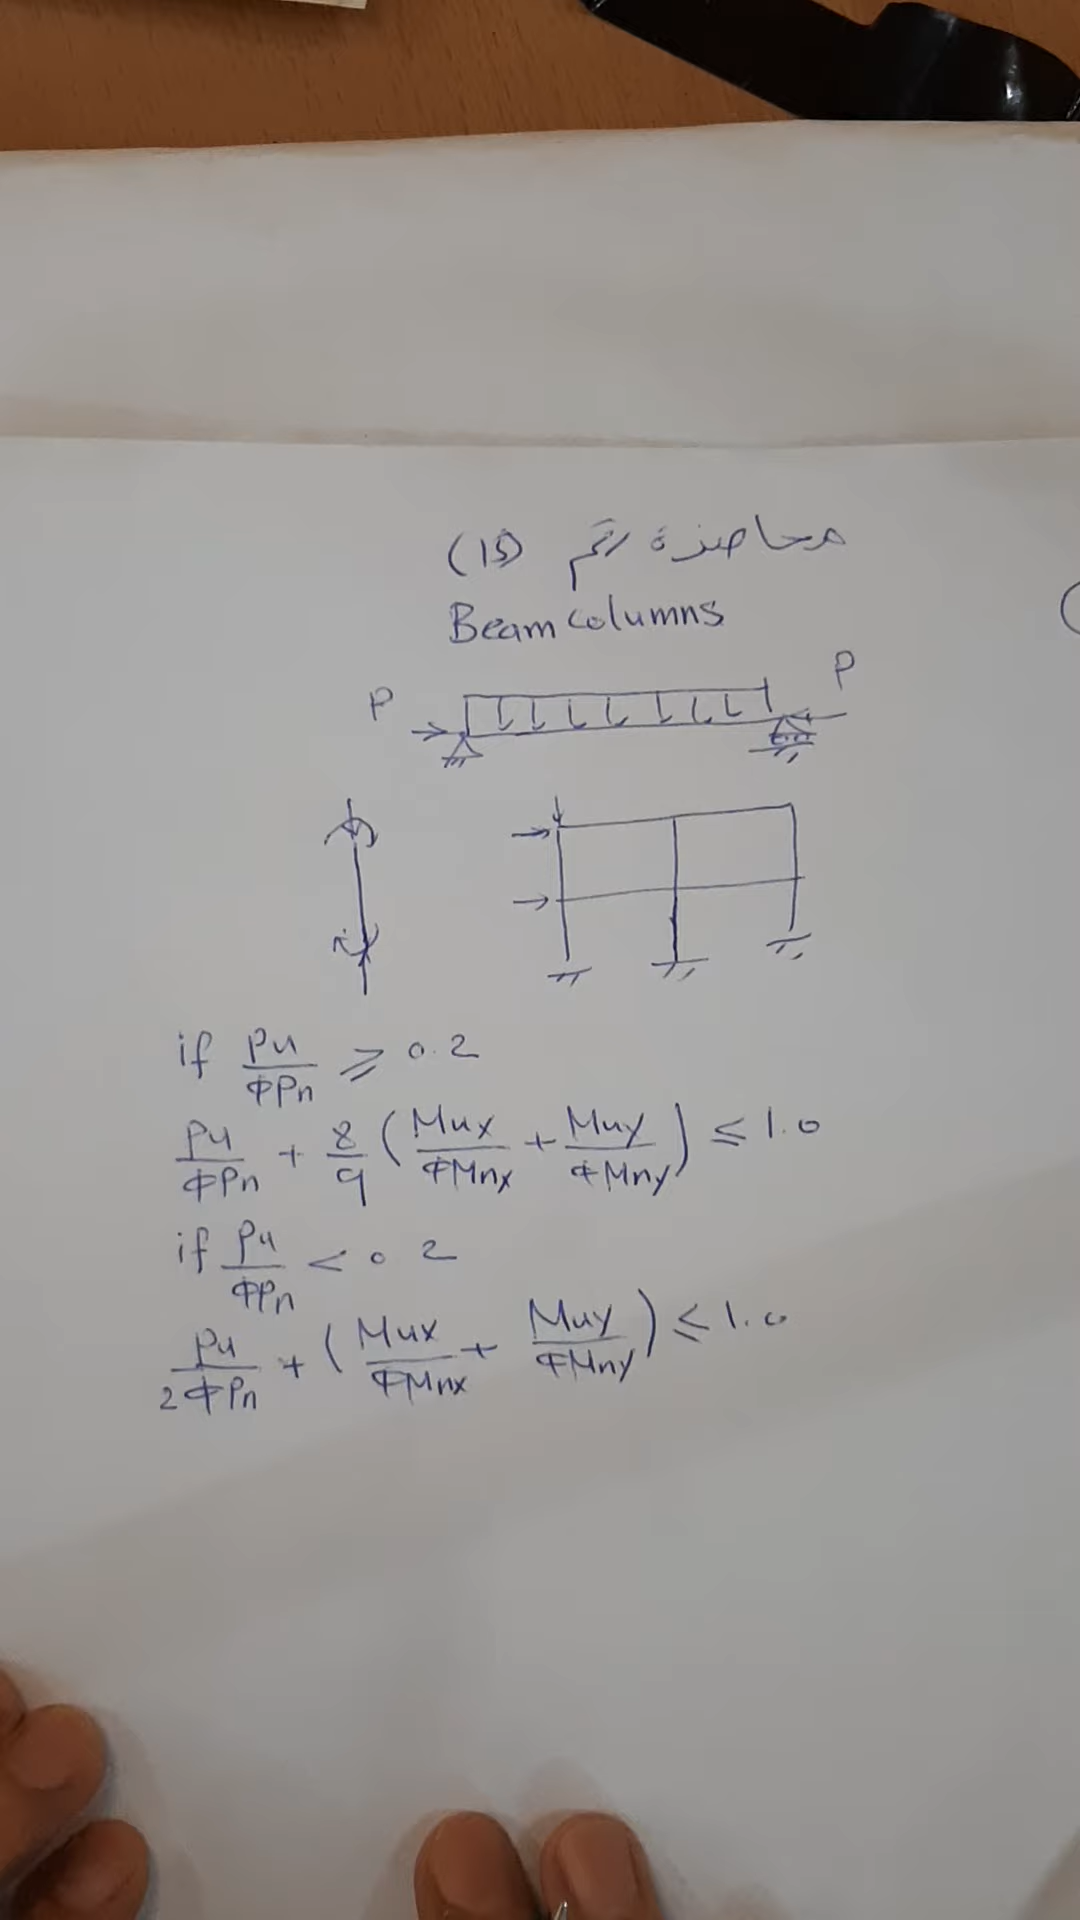 محاضرة رقم (15)
Beam columns
P
P
if Pu/ΦPn ⩾ 0.2
Pu/ΦPn + 8/9 (Mux/ΦMnx + Muy/ΦMny) ≤ 1.0
if Pu/ΦPn < 0.2
Pu/2ΦPn + (Mux/ΦMnx + Muy/ΦMny) ≤ 1.0